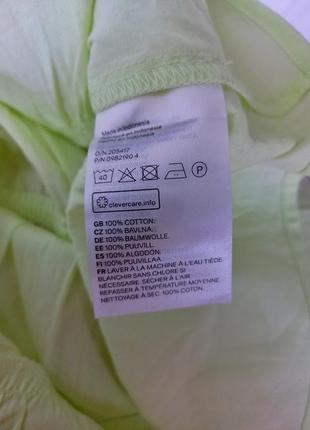 Made in Indonesia
O/N 205417
P/N 0982190 4
40 P
clevercare.info
GB 100% COTTON.
CZ 100% BAVLNA.
DE 100% BAUMWOLLE.
EE 100% PUUVILL.
ES 100% ALGODÓN.
FI 100% PUUVILLAA.
FR LAVER À LA MACHINE À L'EAU TIÈDE.
BLANCHIR SANS CHLORE SI
NÉCESSAIRE. SÉCHER À L'AIR
REPASSER À TEMPÉRATURE MOYENNE.
NETTOYAGE À SEC. 100% COTON